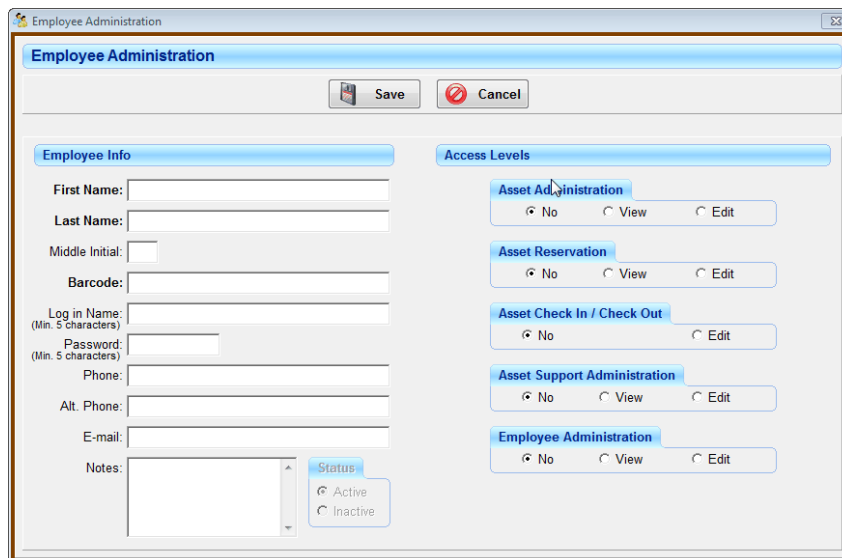 Employee Administration
Employee Administration
Save Cancel
Employee Info
First Name:
Last Name:
Middle Initial:
Barcode:
Log in Name:
(Min. 5 characters)
Password:
(Min. 5 characters)
Phone:
Alt. Phone:
E-mail:
Notes:
Status
Active
Inactive
Access Levels
Asset Administration
No View Edit
Asset Reservation
No View Edit
Asset Check In / Check Out
No Edit
Asset Support Administration
No View Edit
Employee Administration
No View Edit